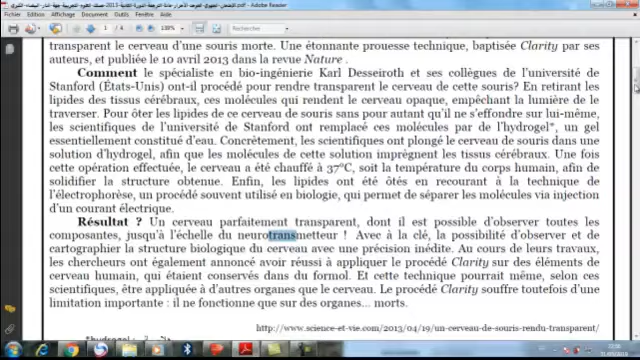 Adobe Reader
1
139%
transparent le cerveau d'une souris morte. Une étonnante prouesse technique, baptisée Clarity par ses
auteurs, et publiée le 10 avril 2013 dans la revue Nature .
Comment le spécialiste en bio-ingénierie Karl Desseiroth et ses collègues de l'université de
Stanford (États-Unis) ont-il procédé pour rendre transparent le cerveau de cette souris? En retirant les
lipides des tissus cérébraux, ces molécules qui rendent le cerveau opaque, empêchant la lumière de le
traverser. Pour ôter les lipides de ce cerveau de souris sans pour autant qu'il ne s'effondre sur lui-même,
les scientifiques de l'université de Stanford ont remplacé ces molécules par de l'hydrogel*, un gel
essentiellement constitué d'eau. Concrètement, les scientifiques ont plongé le cerveau de souris dans une
solution d'hydrogel, afin que les molécules de cette solution imprègnent les tissus cérébraux. Une fois
cette opération effectuée, le cerveau a été chauffé à 37°C, soit la température du corps humain, afin de
solidifier la structure obtenue. Enfin, les lipides ont été ôtés en recourant à la technique de
l'électrophorèse, un procédé souvent utilisé en biologie, qui permet de séparer les molécules via injection
d'un courant électrique.
Résultat ? Un cerveau parfaitement transparent, dont il est possible d'observer toutes les
composantes, jusqu'à l'échelle du neurotransmetteur ! Avec à la clé, la possibilité d'observer et de
cartographier la structure biologique du cerveau avec une précision inédite. Au cours de leurs travaux,
les chercheurs ont également annoncé avoir réussi à appliquer le procédé Clarity sur des éléments de
cerveau humain, qui étaient conservés dans du formol. Et cette technique pourrait même, selon ces
scientifiques, être appliquée à d'autres organes que le cerveau. Le procédé Clarity souffre toutefois d'une
limitation importante : il ne fonctionne que sur des organes... morts.
http://www.science-et-vie.com/2013/04/19/un-cerveau-de-souris-rendu-transparent/